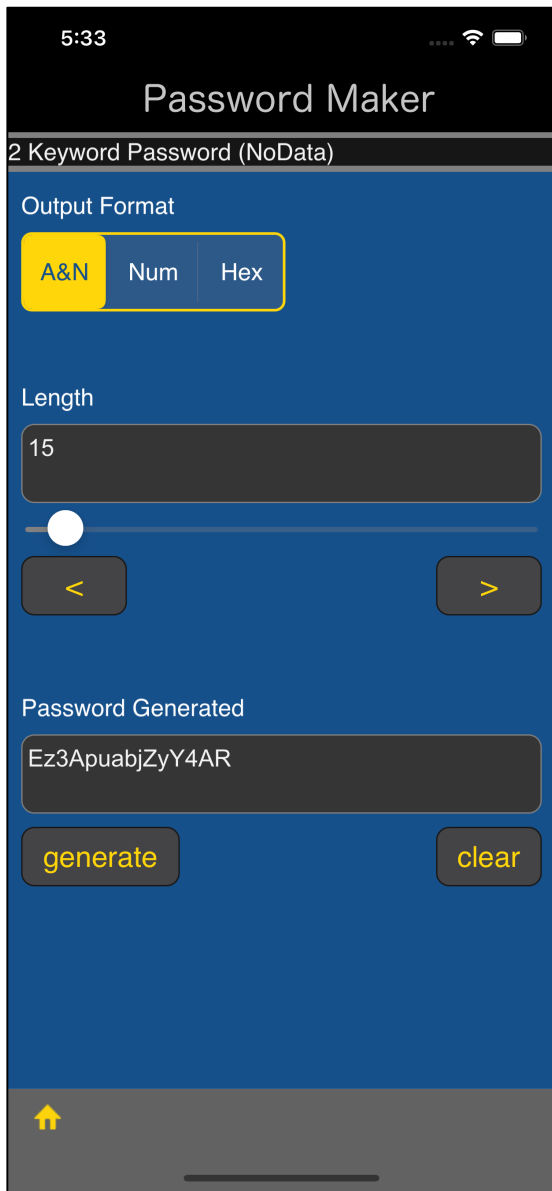 5:33
Password Maker
2 Keyword Password (NoData)
Output Format
A&N Num Hex
Length
15
< >
Password Generated
Ez3ApuabjZyY4AR
generate clear